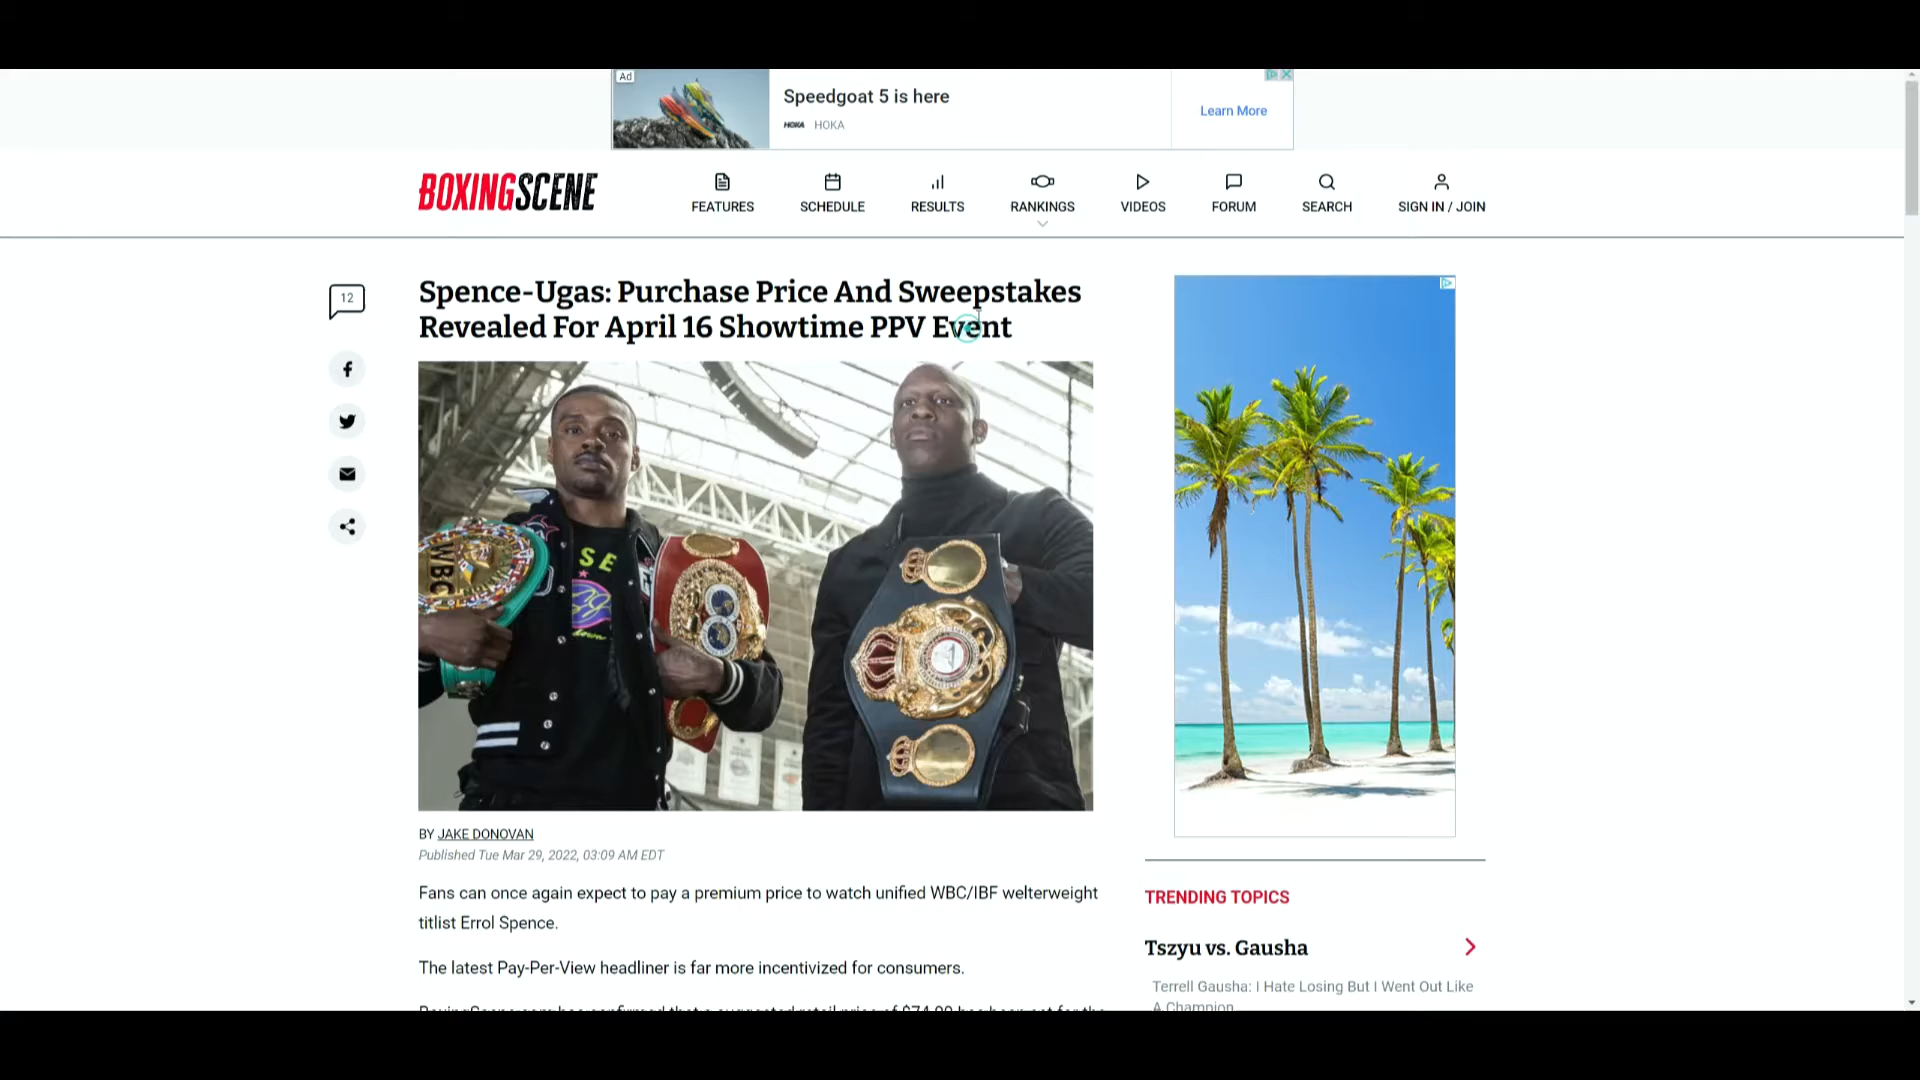 Ad
Speedgoat 5 is here
HOKA HOKA
Learn More
BOXINGSCENE
FEATURES
SCHEDULE
RESULTS
RANKINGS
VIDEOS
FORUM
SEARCH
SIGN IN / JOIN
12
Spence-Ugas: Purchase Price And Sweepstakes
Revealed For April 16 Showtime PPV Event
WBC
SE
BY JAKE DONOVAN
Published Tue Mar 29, 2022, 03:09 AM EDT
Fans can once again expect to pay a premium price to watch unified WBC/IBF welterweight
titlist Errol Spence.
The latest Pay-Per-View headliner is far more incentivized for consumers.
TRENDING TOPICS
Tszyu vs. Gausha
Terrell Gausha: I Hate Losing But I Went Out Like
A Champion